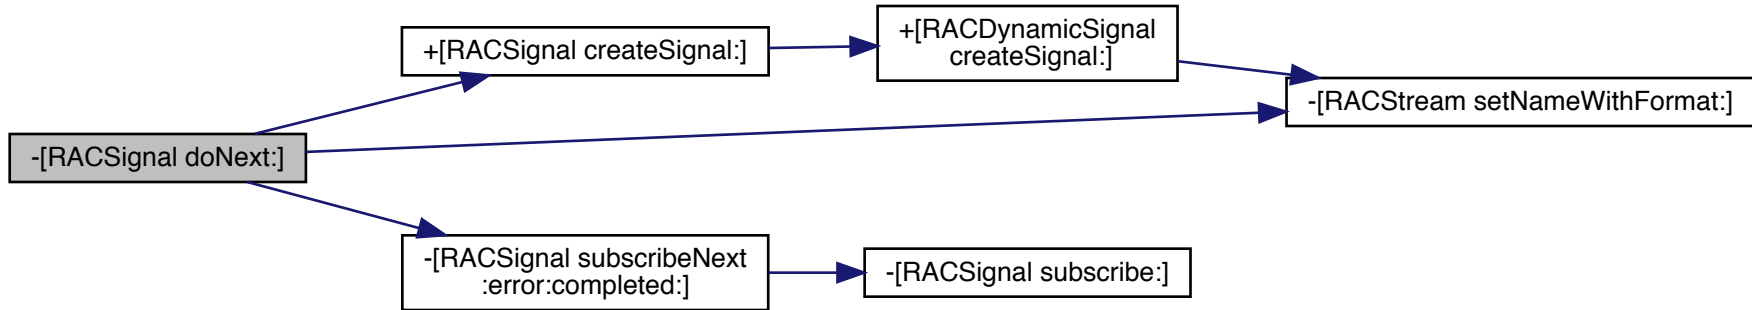 +[RACDynamicSignal
createSignal:]
+[RACSignal createSignal:]
-[RACStream setNameWithFormat:]
-[RACSignal doNext:]
-[RACSignal subscribeNext
:error:completed:]
-[RACSignal subscribe:]